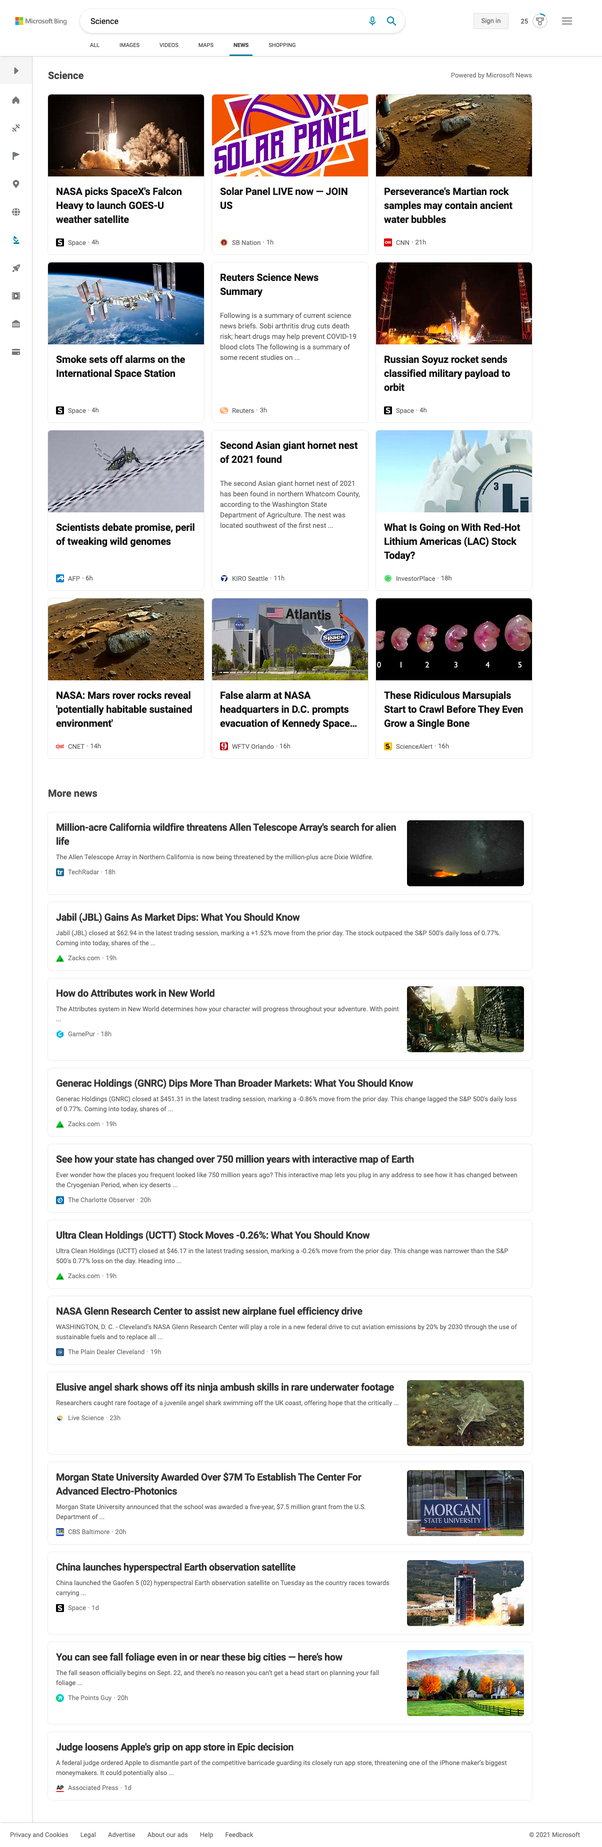 Microsoft Bing
Science
Sign in
25
ALL IMAGES VIDEOS MAPS NEWS SHOPPING
Science
Powered by Microsoft News
NASA picks SpaceX's Falcon
Heavy to launch GOES-U
weather satellite
Space · 4h
SOLAR PANEL
Solar Panel LIVE now — JOIN
US
SB Nation · 1h
Perseverance's Martian rock
samples may contain ancient
water bubbles
CNN · 21h
Smoke sets off alarms on the
International Space Station
Space · 4h
Reuters Science News
Summary
Following is a summary of current science
news briefs. Sobi arthritis drug cuts death
risk; heart drugs may help prevent COVID-19
blood clots The following is a summary of
some recent studies on ...
Reuters · 3h
Russian Soyuz rocket sends
classified military payload to
orbit
Space · 4h
Scientists debate promise, peril
of tweaking wild genomes
AFP · 6h
Second Asian giant hornet nest
of 2021 found
The second Asian giant hornet nest of 2021
has been found in northern Whatcom County,
according to the Washington State
Department of Agriculture. The nest was
located southwest of the first nest ...
KIRO Seattle · 11h
3
Li
What Is Going on With Red-Hot
Lithium Americas (LAC) Stock
Today?
InvestorPlace · 18h
NASA: Mars rover rocks reveal
'potentially habitable sustained
environment'
CNET · 14h
Atlantis
Space
False alarm at NASA
headquarters in D.C. prompts
evacuation of Kennedy Space...
WFTV Orlando · 16h
0 1 2 3 4 5
These Ridiculous Marsupials
Start to Crawl Before They Even
Grow a Single Bone
ScienceAlert · 16h
More news
Million-acre California wildfire threatens Allen Telescope Array's search for alien
life
The Allen Telescope Array in Northern California is now being threatened by the million-plus acre Dixie Wildfire.
TechRadar · 18h
Jabil (JBL) Gains As Market Dips: What You Should Know
Jabil (JBL) closed at $62.94 in the latest trading session, marking a +1.52% move from the prior day. The stock outpaced the S&P 500's daily loss of 0.77%.
Coming into today, shares of the ...
Zacks.com · 19h
How do Attributes work in New World
The Attributes system in New World determines how your character will progress throughout your adventure. With point
...
GamePur · 18h
Generac Holdings (GNRC) Dips More Than Broader Markets: What You Should Know
Generac Holdings (GNRC) closed at $451.31 in the latest trading session, marking a -0.86% move from the prior day. This change lagged the S&P 500's daily loss
of 0.77%. Coming into today, shares of ...
Zacks.com · 19h
See how your state has changed over 750 million years with interactive map of Earth
Ever wonder how the places you frequent looked like 750 million years ago? This interactive map lets you plug in any address to see how it has changed between
the Cryogenian Period, when icy deserts ...
The Charlotte Observer · 20h
Ultra Clean Holdings (UCTT) Stock Moves -0.26%: What You Should Know
Ultra Clean Holdings (UCTT) closed at $46.17 in the latest trading session, marking a -0.26% move from the prior day. This change was narrower than the S&P
500's 0.77% loss on the day. Heading into ...
Zacks.com · 19h
NASA Glenn Research Center to assist new airplane fuel efficiency drive
WASHINGTON, D. C. - Cleveland's NASA Glenn Research Center will play a role in a new federal drive to cut aviation emissions by 20% by 2030 through the use of
sustainable fuels and to replace all ...
The Plain Dealer Cleveland · 19h
Elusive angel shark shows off its ninja ambush skills in rare underwater footage
Researchers caught rare footage of a juvenile angel shark swimming off the UK coast, offering hope that the critically ...
Live Science · 23h
Morgan State University Awarded Over $7M To Establish The Center For
Advanced Electro-Photonics
Morgan State University announced that the school was awarded a five-year, $7.5 million grant from the U.S.
Department of ...
CBS Baltimore · 20h
MORGAN
STATE UNIVERSITY
China launches hyperspectral Earth observation satellite
China launched the Gaofen 5 (02) hyperspectral Earth observation satellite on Tuesday as the country races towards
carrying ...
Space · 1d
You can see fall foliage even in or near these big cities — here's how
The fall season officially begins on Sept. 22, and there's no reason you can't get a head start on planning your fall
foliage ...
The Points Guy · 20h
Judge loosens Apple's grip on app store in Epic decision
A federal judge ordered Apple to dismantle part of the competitive barricade guarding its closely run app store, threatening one of the iPhone maker's biggest
moneymakers. It could potentially also ...
AP Associated Press · 1d
Privacy and Cookies Legal Advertise About our ads Help Feedback
© 2021 Microsoft